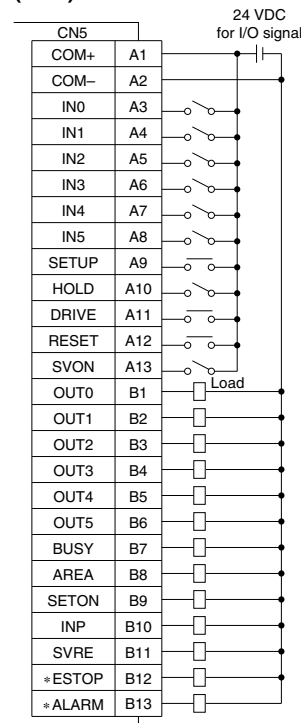 24 VDC
for I/O signal
CN5
COM+ A1
COM– A2
IN0 A3
IN1 A4
IN2 A5
IN3 A6
IN4 A7
IN5 A8
SETUP A9
HOLD A10
DRIVE A11
RESET A12
SVON A13
Load
OUT0 B1
OUT1 B2
OUT2 B3
OUT3 B4
OUT4 B5
OUT5 B6
BUSY B7
AREA B8
SETON B9
INP B10
SVRE B11
*ESTOP B12
*ALARM B13